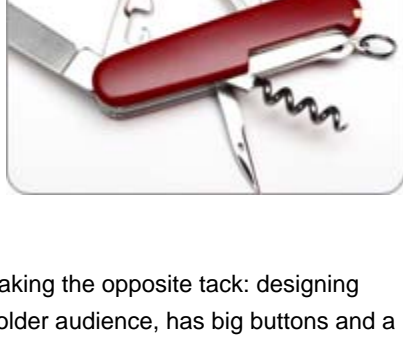 aking the opposite tack: designing
older audience, has big buttons and a